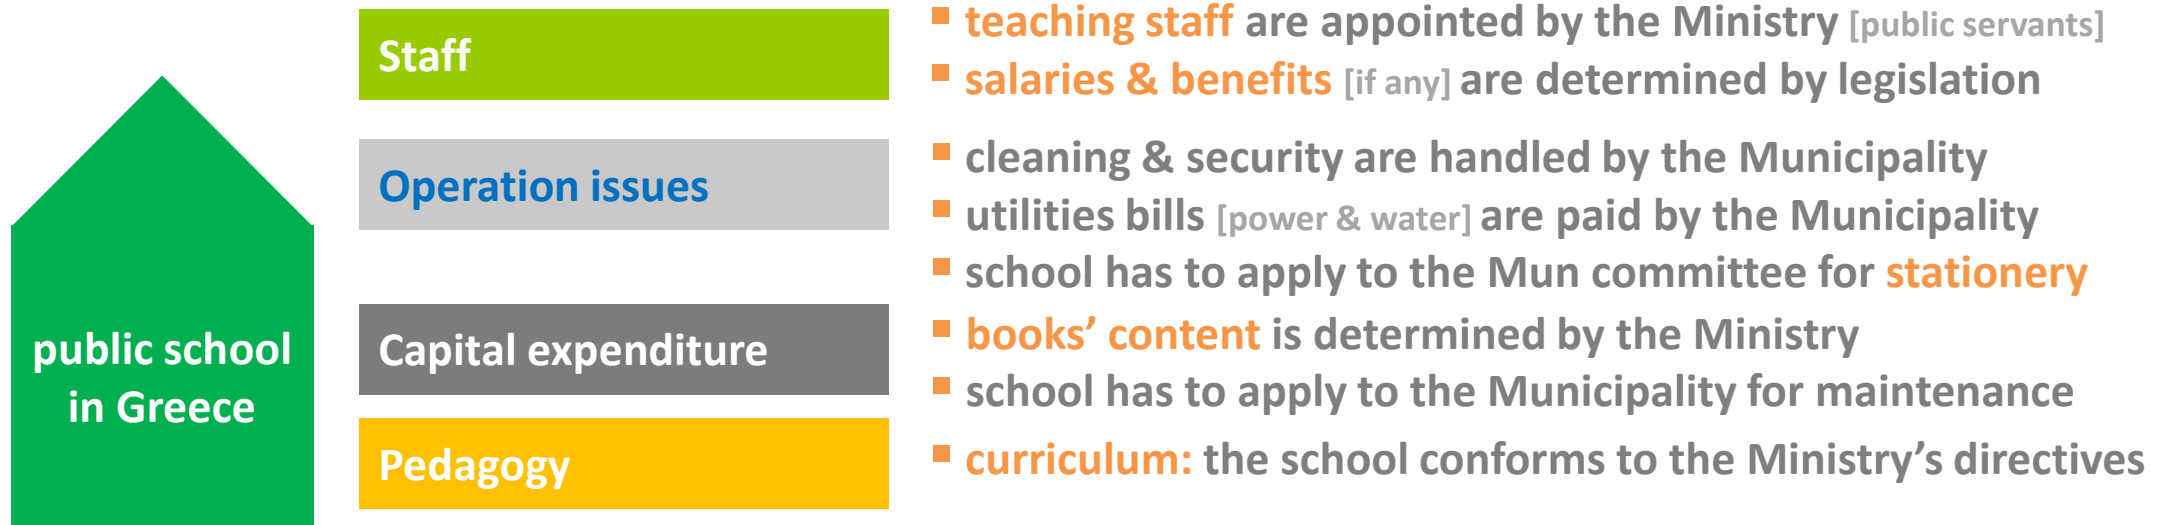 public school
in Greece
Staff
▪ teaching staff are appointed by the Ministry [public servants]
▪ salaries & benefits [if any] are determined by legislation
Operation issues
▪ cleaning & security are handled by the Municipality
▪ utilities bills [power & water] are paid by the Municipality
▪ school has to apply to the Mun committee for stationery
Capital expenditure
▪ books’ content is determined by the Ministry
▪ school has to apply to the Municipality for maintenance
Pedagogy
▪ curriculum: the school conforms to the Ministry’s directives